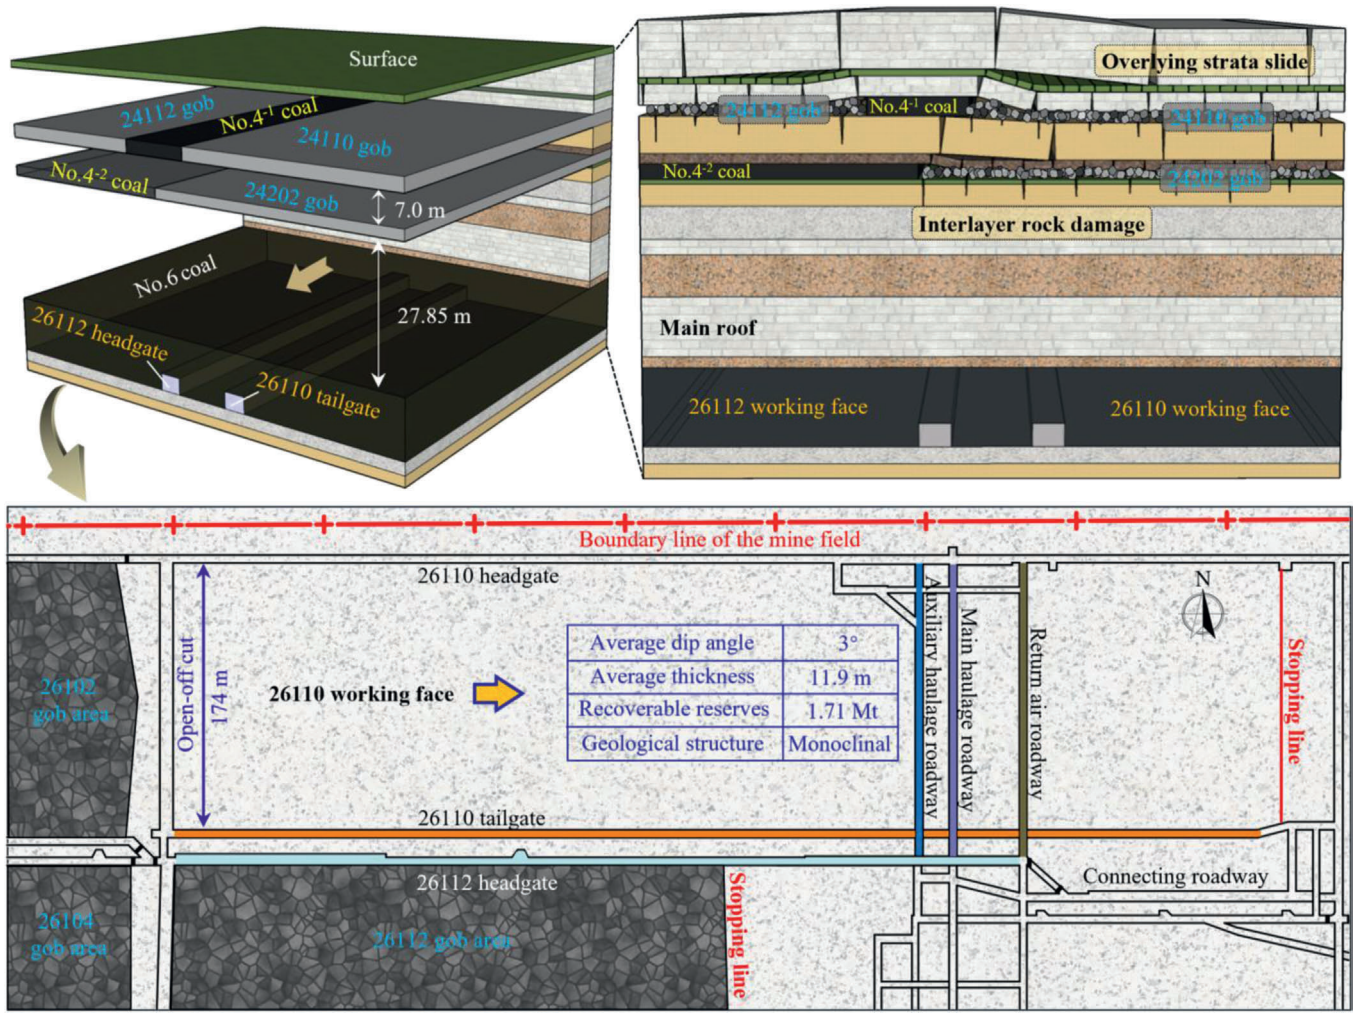 Surface
24112 gob
No.4-1 coal
24110 gob
No.4-2 coal
24202 gob
7.0 m
No.6 coal
27.85 m
26112 headgate
26110 tailgate
Overlying strata slide
24112 gob
No.4-1 coal
24110 gob
No.4-2 coal
24202 gob
Interlayer rock damage
Main roof
26112 working face
26110 working face
Boundary line of the mine field
26110 headgate
N
Open-off cut
174 m
26102
gob area
26110 working face
Average dip angle 3°
Average thickness 11.9 m
Recoverable reserves 1.71 Mt
Geological structure Monoclinal
Auxiliary haulage roadway
Main haulage roadway
Return air roadway
Stopping line
26110 tailgate
26112 headgate
Connecting roadway
26104
gob area
26112 gob area
Stopping line